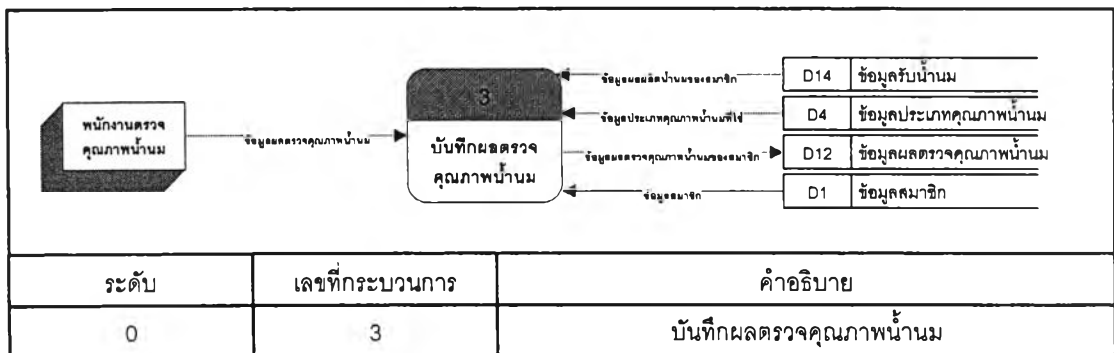 พนักงานตรวจ
คุณภาพน้ำนม
ข้อมูลผลตรวจคุณภาพน้ำนม
3
บันทึกผลตรวจ
คุณภาพน้ำนม
ข้อมูลผลผลิตน้ำนมของสมาชิก
D14 ข้อมูลรับน้ำนม
ข้อมูลประเภทคุณภาพน้ำนมที่ใช้
D4 ข้อมูลประเภทคุณภาพน้ำนม
ข้อมูลผลตรวจคุณภาพน้ำนมของสมาชิก
D12 ข้อมูลผลตรวจคุณภาพน้ำนม
ข้อมูลสมาชิก
D1 ข้อมูลสมาชิก
ระดับ เลขที่กระบวนการ คำอธิบาย
0 3 บันทึกผลตรวจคุณภาพน้ำนม